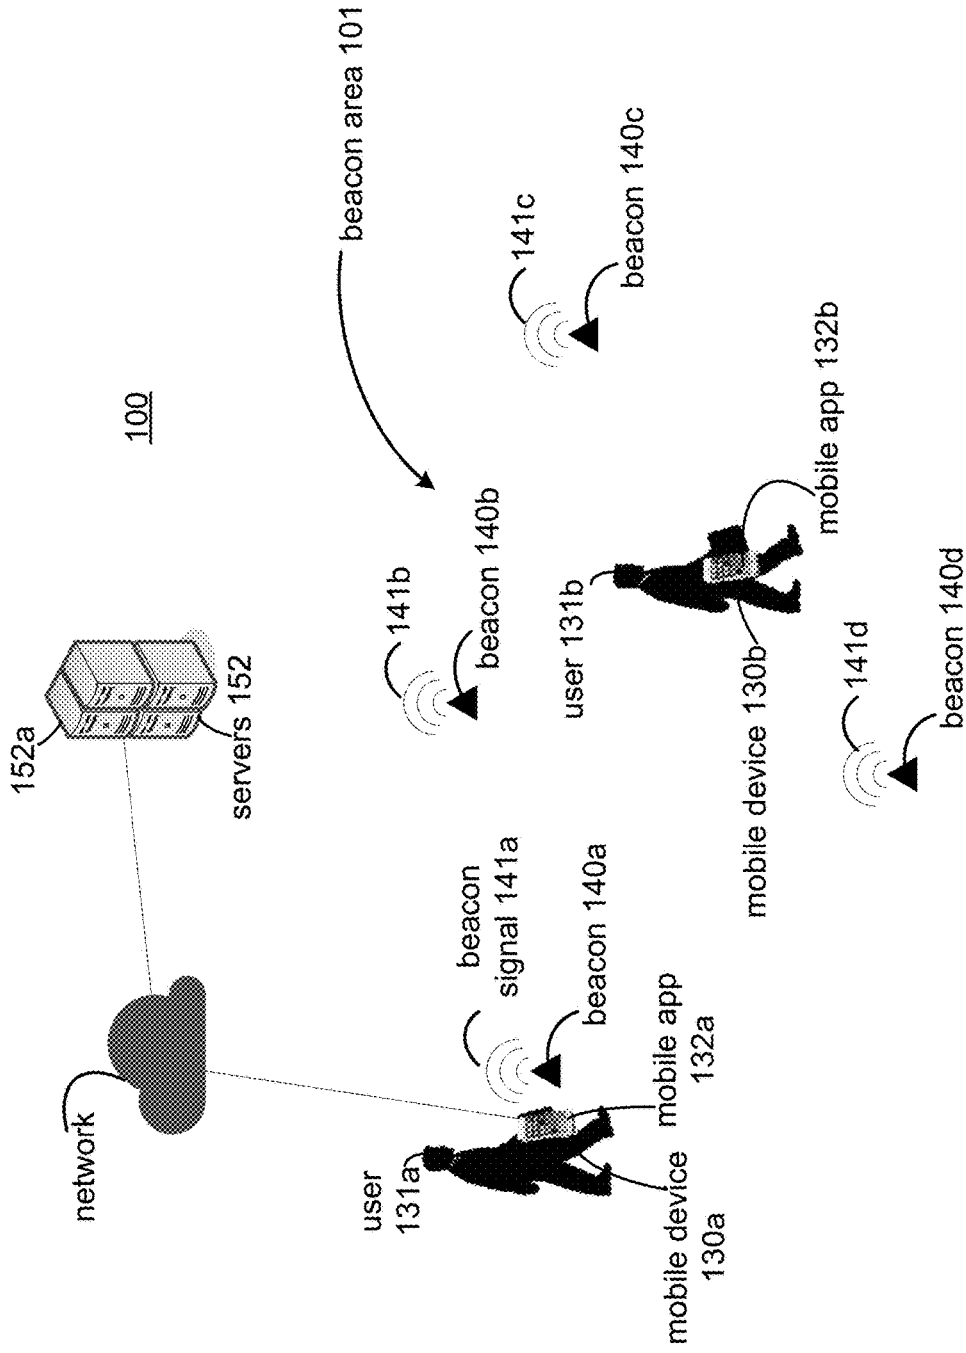 100
152a
servers 152
network
beacon area 101
141b
beacon 140b
141c
beacon 140c
user
131a
beacon
signal 141a
beacon 140a
mobile app
132a
mobile device
130a
user 131b
mobile device 130b
mobile app 132b
141d
beacon 140d